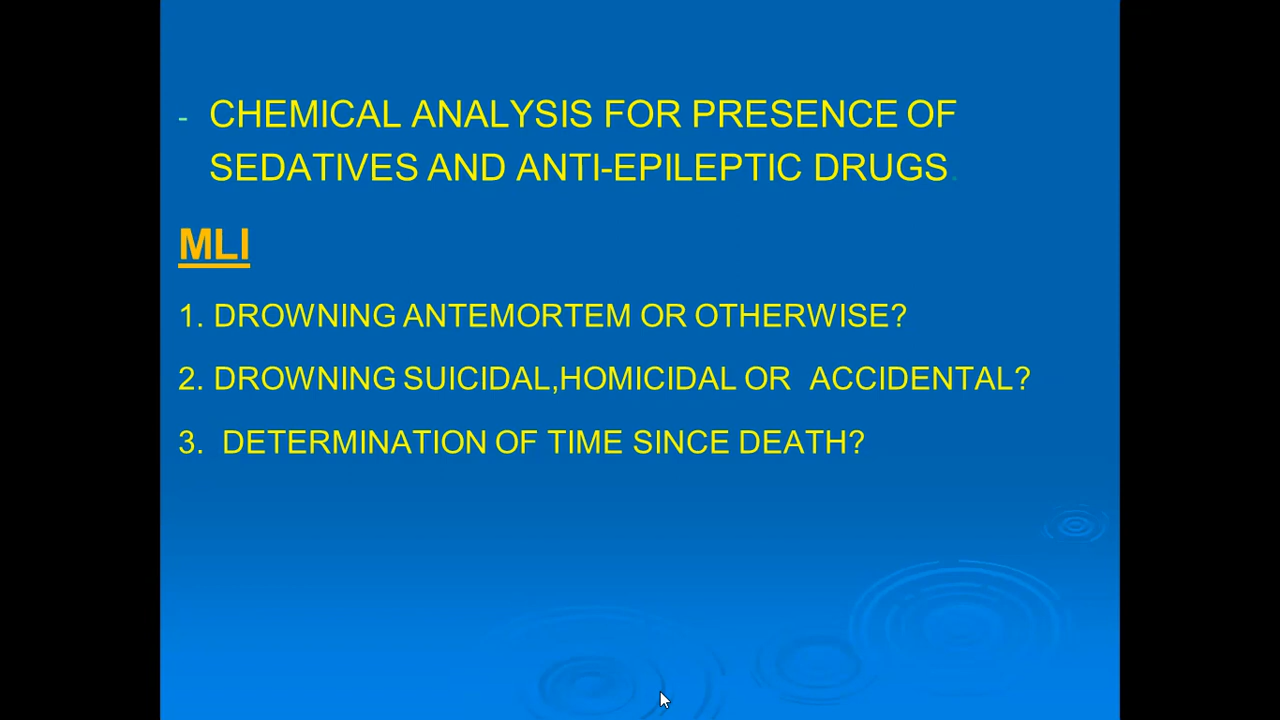 - CHEMICAL ANALYSIS FOR PRESENCE OF
SEDATIVES AND ANTI-EPILEPTIC DRUGS.
MLI
1. DROWNING ANTEMORTEM OR OTHERWISE?
2. DROWNING SUICIDAL,HOMICIDAL OR  ACCIDENTAL?
3.  DETERMINATION OF TIME SINCE DEATH?